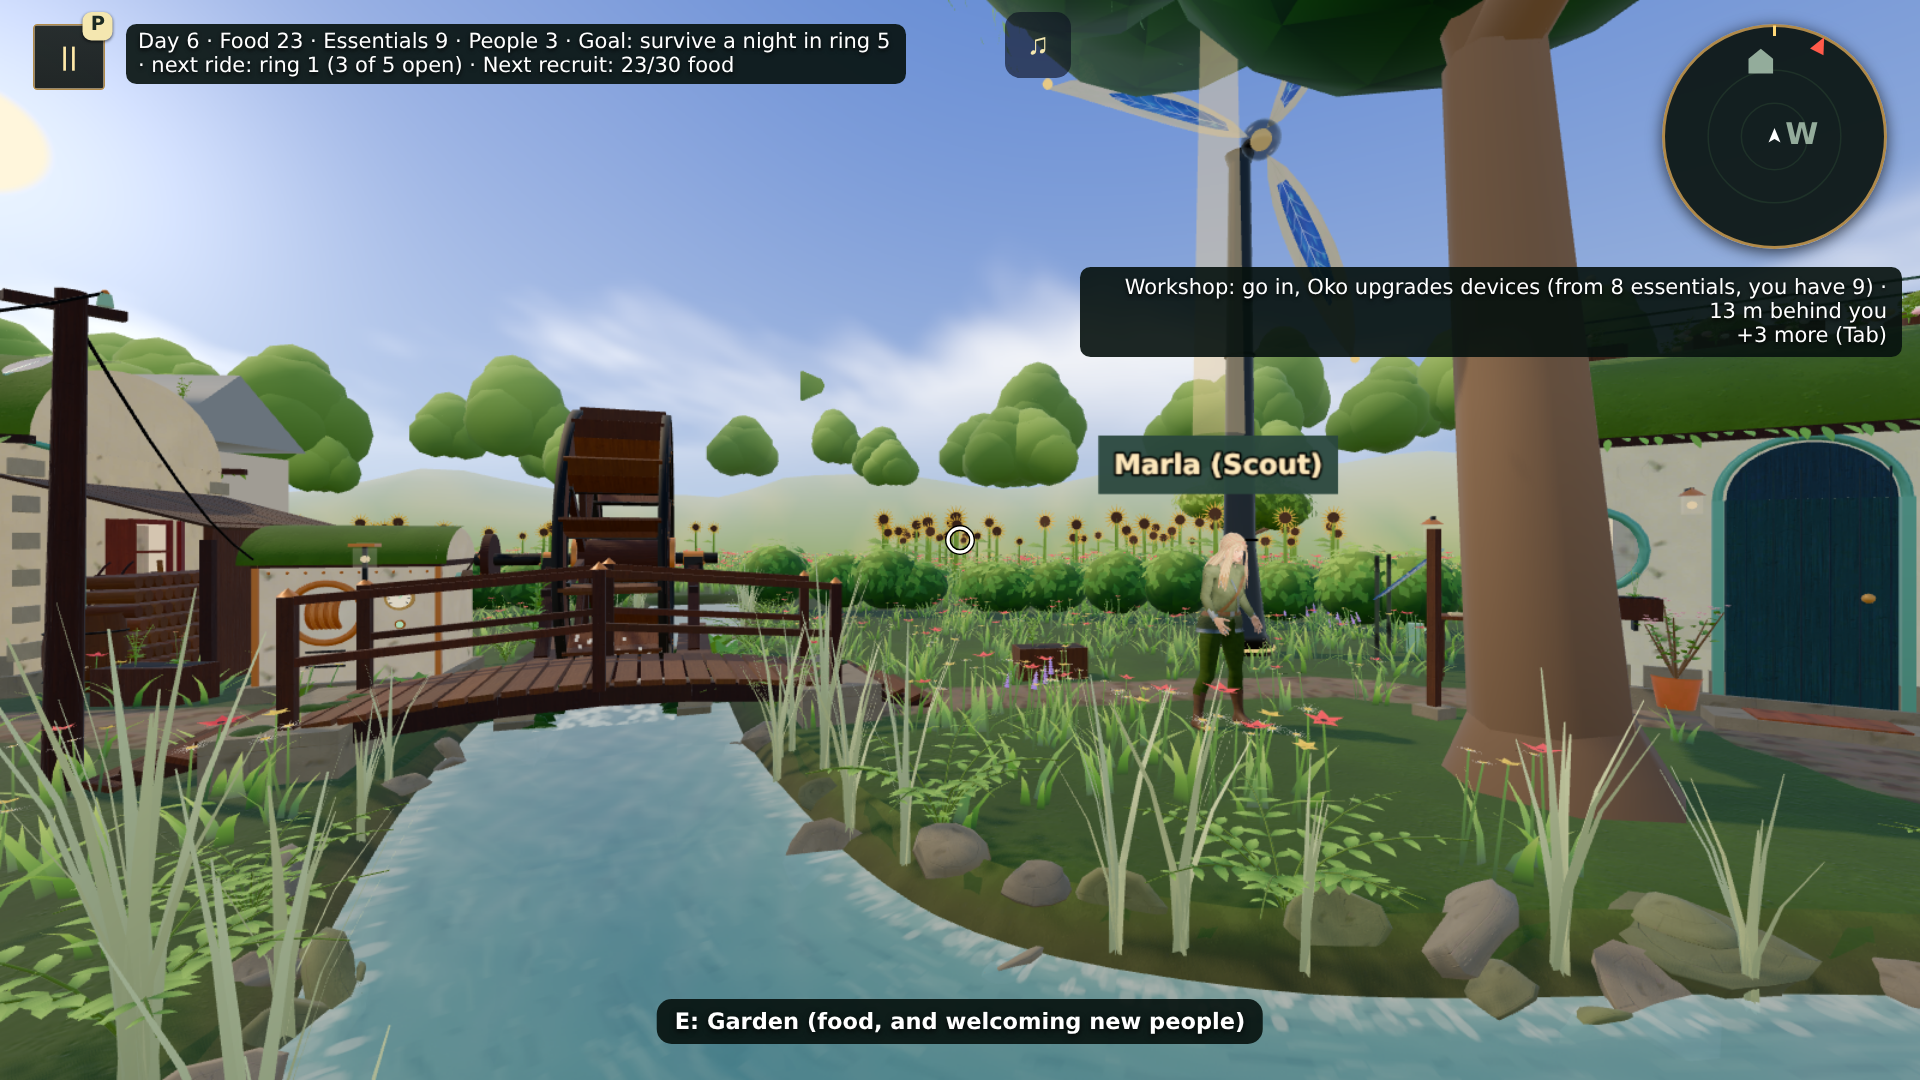 P
Day 6 · Food 23 · Essentials 9 · People 3 · Goal: survive a night in ring 5
· next ride: ring 1 (3 of 5 open) · Next recruit: 23/30 food
W
Workshop: go in, Oko upgrades devices (from 8 essentials, you have 9) ·
13 m behind you
+3 more (Tab)
Marla (Scout)
E: Garden (food, and welcoming new people)